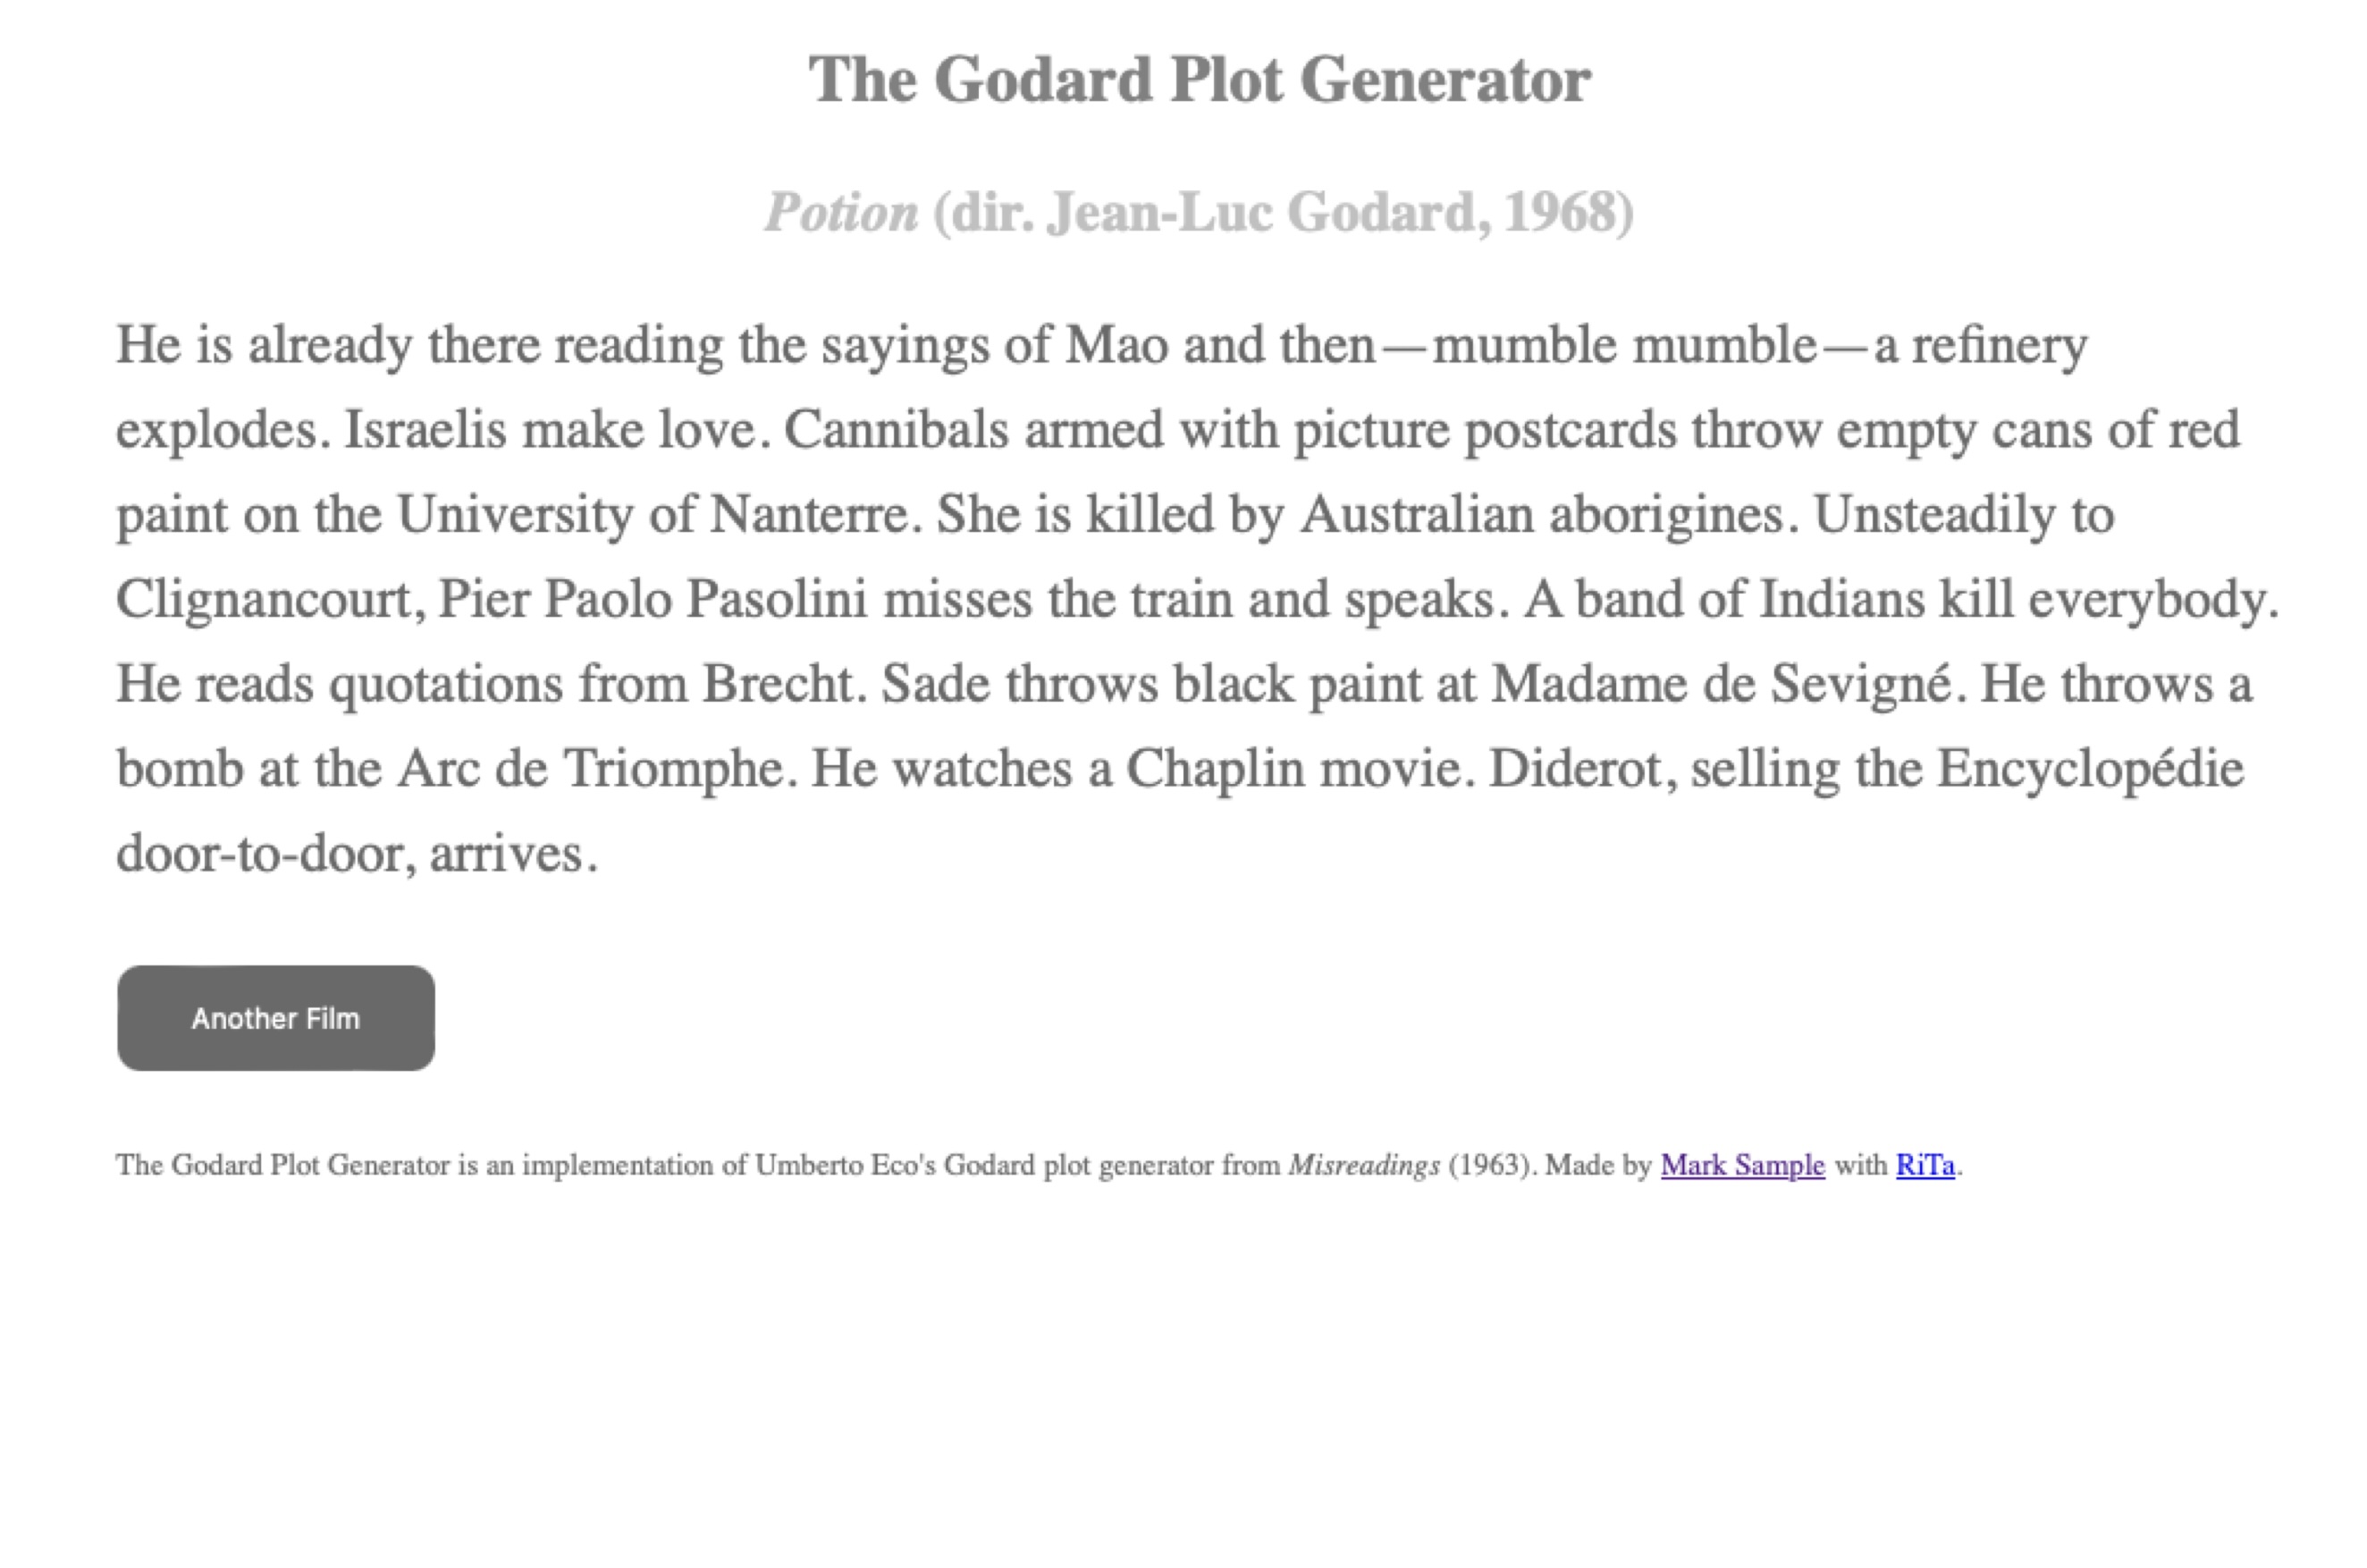 The Godard Plot Generator
Potion (dir. Jean-Luc Godard, 1968)
He is already there reading the sayings of Mao and then—mumble mumble—a refinery
explodes. Israelis make love. Cannibals armed with picture postcards throw empty cans of red
paint on the University of Nanterre. She is killed by Australian aborigines. Unsteadily to
Clignancourt, Pier Paolo Pasolini misses the train and speaks. A band of Indians kill everybody.
He reads quotations from Brecht. Sade throws black paint at Madame de Sevigné. He throws a
bomb at the Arc de Triomphe. He watches a Chaplin movie. Diderot, selling the Encyclopédie
door-to-door, arrives.
Another Film
The Godard Plot Generator is an implementation of Umberto Eco's Godard plot generator from Misreadings (1963). Made by Mark Sample with RiTa.